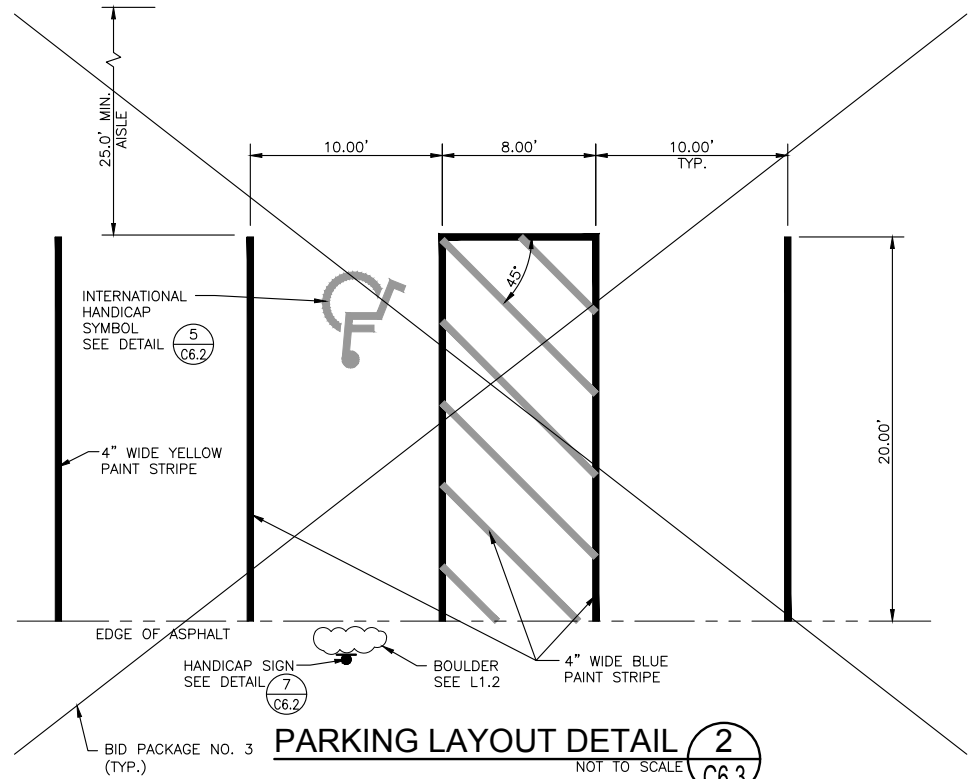 25.0' MIN.
AISLE
10.00'
8.00'
10.00'
TYP.
45°
INTERNATIONAL
HANDICAP
SYMBOL
SEE DETAIL
5
C6.2
4" WIDE YELLOW
PAINT STRIPE
20.00'
EDGE OF ASPHALT
HANDICAP SIGN
SEE DETAIL
7
C6.2
BOULDER
SEE L1.2
4" WIDE BLUE
PAINT STRIPE
BID PACKAGE NO. 3
(TYP.)
PARKING LAYOUT DETAIL
NOT TO SCALE
2
C6.3